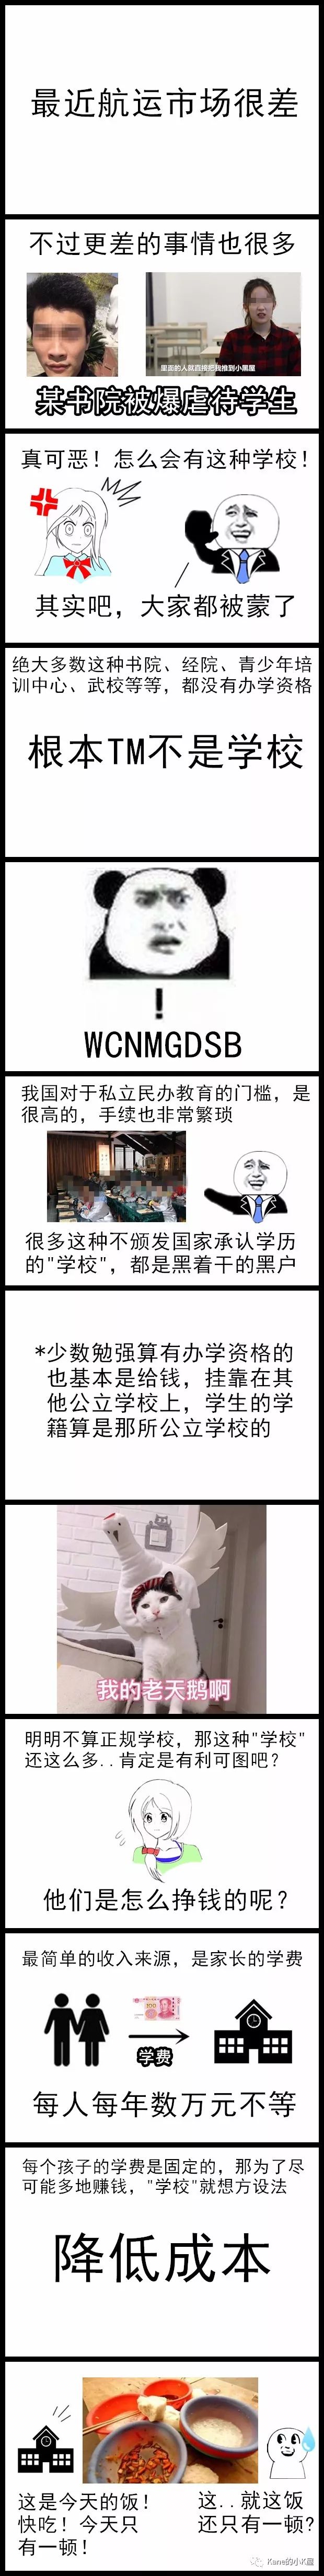 最近航运市场很差
不过更差的事情也很多
里面的人就直接把我推到小黑屋
某书院被爆虐待学生
真可恶！怎么会有这种学校！
其实吧，大家都被蒙了
绝大多数这种书院、经院、青少年培
训中心、武校等等，都没有办学资格
根本TM不是学校
!
WCNMGDSB
我国对于私立民办教育的门槛，是
很高的，手续也非常繁琐
很多这种不颁发国家承认学历
的"学校"，都是黑着干的黑户
*少数勉强算有办学资格的
也基本是给钱，挂靠在其
他公立学校上，学生的学
籍算是那所公立学校的
我的老天鹅啊
明明不算正规学校，那这种"学校"
还这么多..肯定是有利可图吧？
他们是怎么挣钱的呢？
最简单的收入来源，是家长的学费
100
学费
每人每年数万元不等
每个孩子的学费是固定的，那为了尽
可能多地赚钱，"学校"就想方设法
降低成本
这是今天的饭！
快吃！今天只
有一顿！
这..就这饭
还只有一顿？
Kane的小K屋